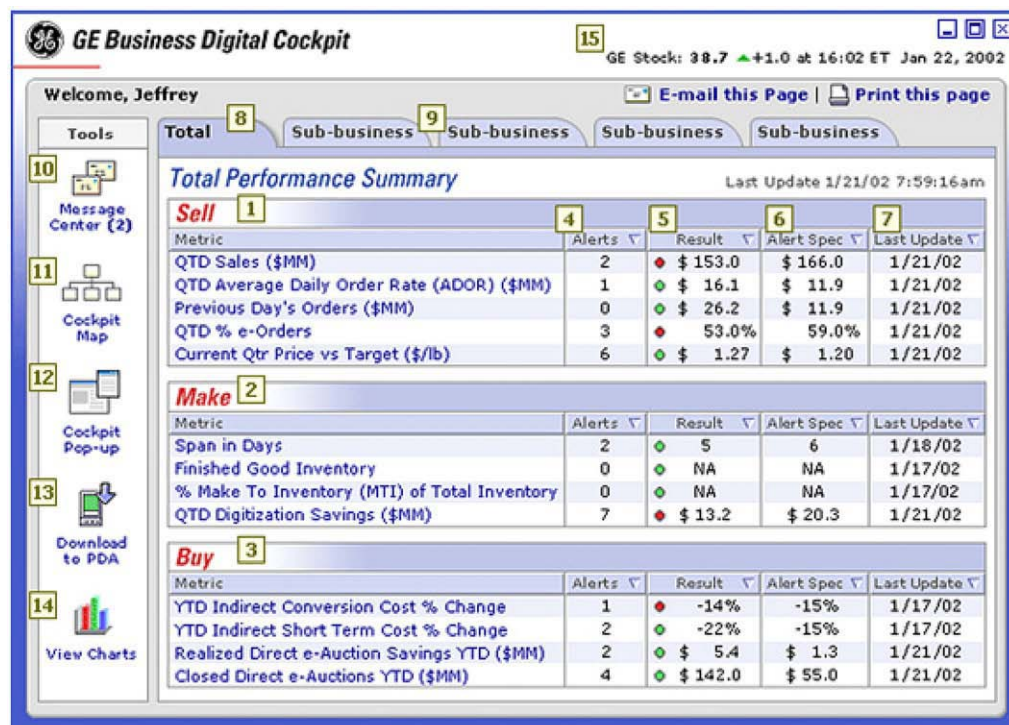 GE Business Digital Cockpit
15
GE Stock: 38.7 ▲+1.0 at 16:02 ET Jan 22, 2002
Welcome, Jeffrey
E-mail this Page | Print this page
Tools
Total 8 Sub-business 9 Sub-business Sub-business Sub-business
10
Message
Center (2)
11
Cockpit
Map
12
Cockpit
Pop-up
13
Download
to PDA
14
View Charts
Total Performance Summary Last Update 1/21/02 7:59:16am
Sell 1 4 5 6 7
Metric Alerts Result Alert Spec Last Update
QTD Sales ($MM) 2 $ 153.0 $ 166.0 1/21/02
QTD Average Daily Order Rate (ADOR) ($MM) 1 $ 16.1 $ 11.9 1/21/02
Previous Day's Orders ($MM) 0 $ 26.2 $ 11.9 1/21/02
QTD % e-Orders 3 53.0% 59.0% 1/21/02
Current Qtr Price vs Target ($/lb) 6 $ 1.27 $ 1.20 1/21/02
Make 2
Metric Alerts Result Alert Spec Last Update
Span in Days 2 5 6 1/18/02
Finished Good Inventory 0 NA NA 1/17/02
% Make To Inventory (MTI) of Total Inventory 0 NA NA 1/17/02
QTD Digitization Savings ($MM) 7 $ 13.2 $ 20.3 1/21/02
Buy 3
Metric Alerts Result Alert Spec Last Update
YTD Indirect Conversion Cost % Change 1 -14% -15% 1/17/02
YTD Indirect Short Term Cost % Change 2 -22% -15% 1/17/02
Realized Direct e-Auction Savings YTD ($MM) 2 $ 5.4 $ 1.3 1/21/02
Closed Direct e-Auctions YTD ($MM) 4 $ 142.0 $ 55.0 1/21/02